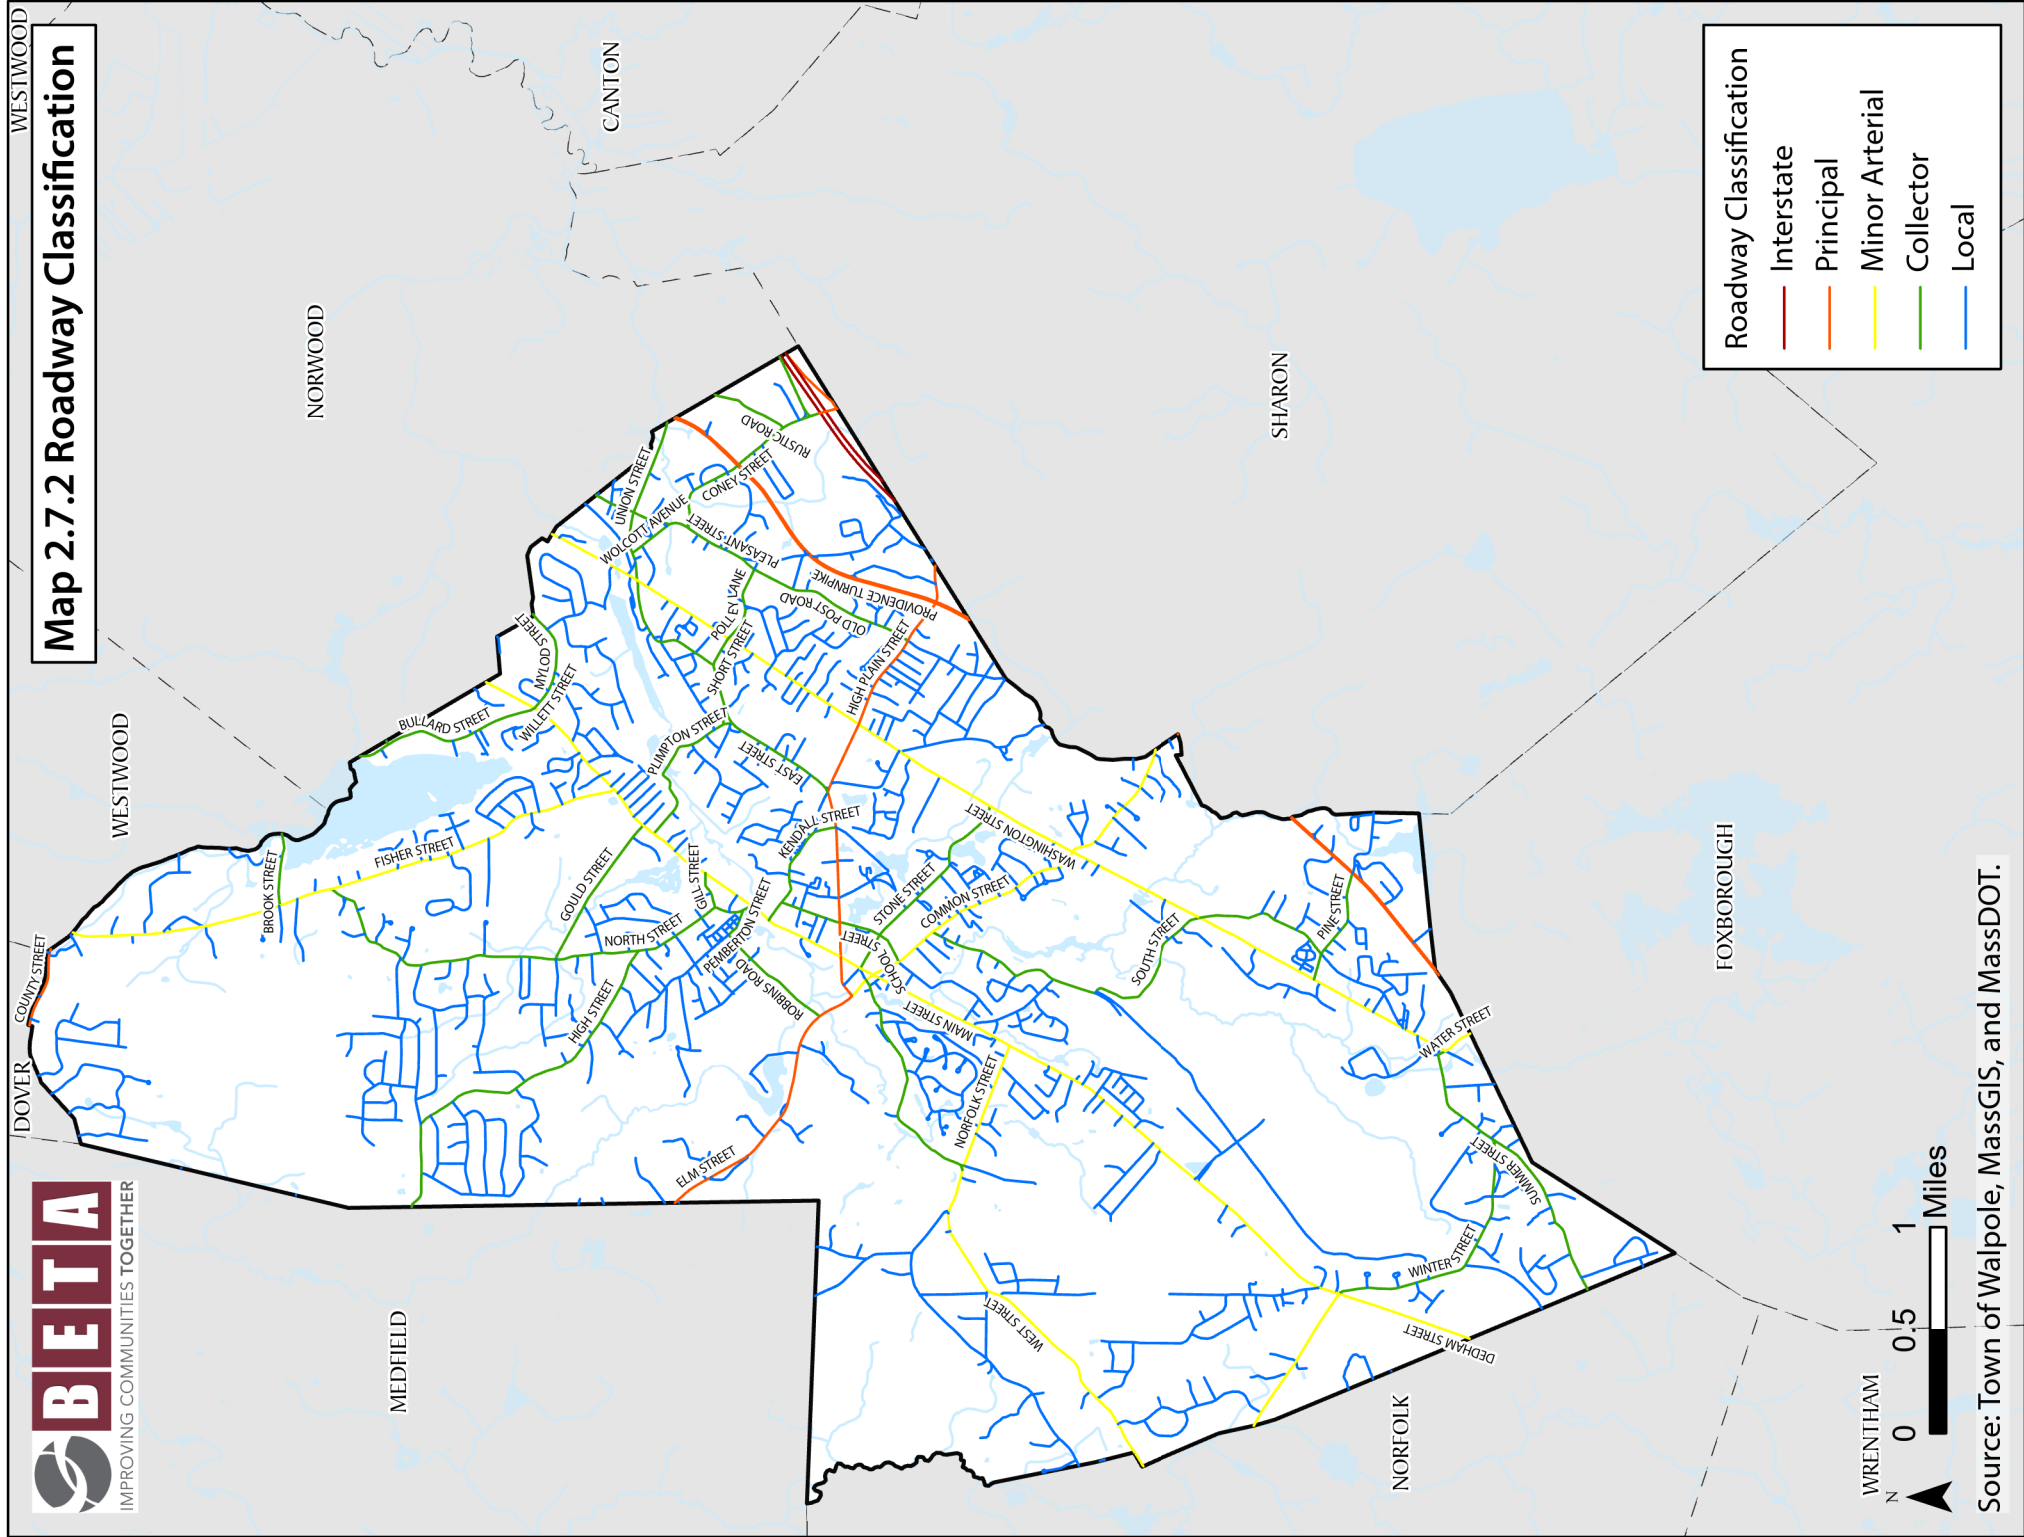 Map 2.7.2 Roadway Classification
BETA
IMPROVING COMMUNITIES TOGETHER
WESTWOOD
CANTON
NORWOOD
WESTWOOD
DOVER
MEDFIELD
SHARON
FOXBOROUGH
NORFOLK
WRENTHAM
COUNTY STREET
BROOK STREET
FISHER STREET
BULLARD STREET
MYLOD STREET
WILLETT STREET
UNION STREET
WOLCOTT AVENUE
CONEY STREET
RUSTIC ROAD
PLEASANT STREET
POLLEY LANE
OLD POST ROAD
PROVIDENCE TURNPIKE
SHORT STREET
HIGH PLAIN STREET
PLIMPTON STREET
EAST STREET
KENDALL STREET
GOULD STREET
GILL STREET
NORTH STREET
PEMBERTON STREET
ROBBINS ROAD
HIGH STREET
ELM STREET
STREET
SCHOOL
STONE STREET
COMMON STREET
WASHINGTON STREET
MAIN STREET
NORFOLK STREET
SOUTH STREET
PINE STREET
WATER STREET
SUMMER STREET
WINTER STREET
WEST STREET
DEDHAM STREET
Roadway Classification
Interstate
Principal
Minor Arterial
Collector
Local
N
0 0.5 1
Miles
Source: Town of Walpole, MassGIS, and MassDOT.